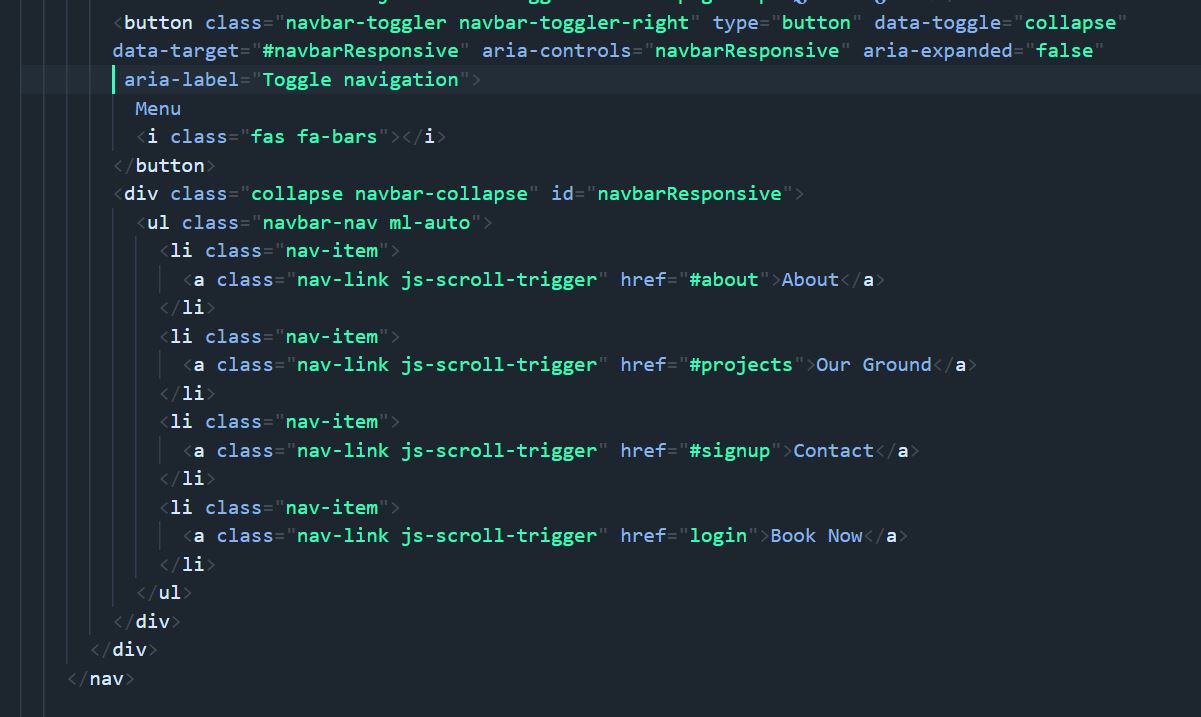 <button class="navbar-toggler navbar-toggler-right" type="button" data-toggle="collapse"
data-target="#navbarResponsive" aria-controls="navbarResponsive" aria-expanded="false"
aria-label="Toggle navigation">
Menu
<i class="fas fa-bars"></i>
</button>
<div class="collapse navbar-collapse" id="navbarResponsive">
<ul class="navbar-nav ml-auto">
<li class="nav-item">
<a class="nav-link js-scroll-trigger" href="#about">About</a>
</li>
<li class="nav-item">
<a class="nav-link js-scroll-trigger" href="#projects">Our Ground</a>
</li>
<li class="nav-item">
<a class="nav-link js-scroll-trigger" href="#signup">Contact</a>
</li>
<li class="nav-item">
<a class="nav-link js-scroll-trigger" href="login">Book Now</a>
</li>
</ul>
</div>
</div>
</nav>